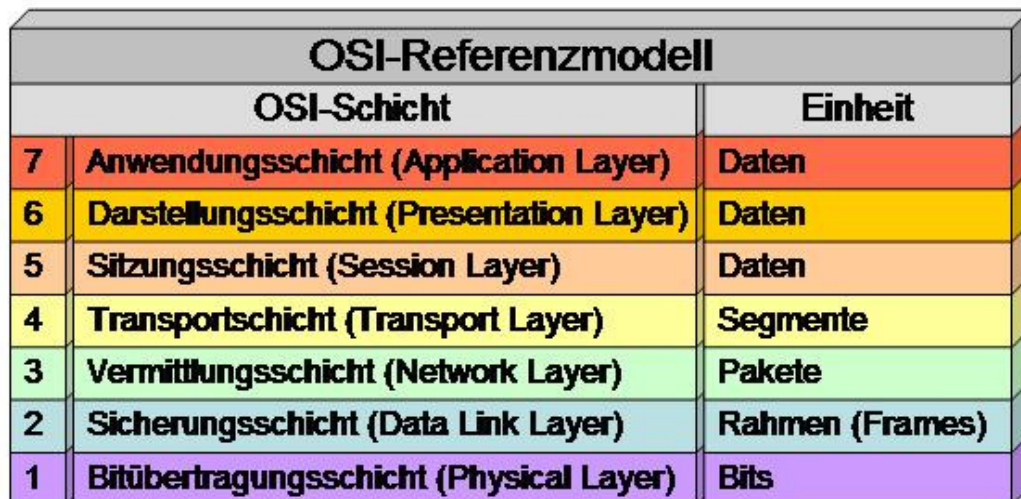 OSI-Referenzmodell
OSI-Schicht Einheit
7 Anwendungsschicht (Application Layer) Daten
6 Darstellungsschicht (Presentation Layer) Daten
5 Sitzungsschicht (Session Layer) Daten
4 Transportschicht (Transport Layer) Segmente
3 Vermittlungsschicht (Network Layer) Pakete
2 Sicherungsschicht (Data Link Layer) Rahmen (Frames)
1 Bitübertragungsschicht (Physical Layer) Bits